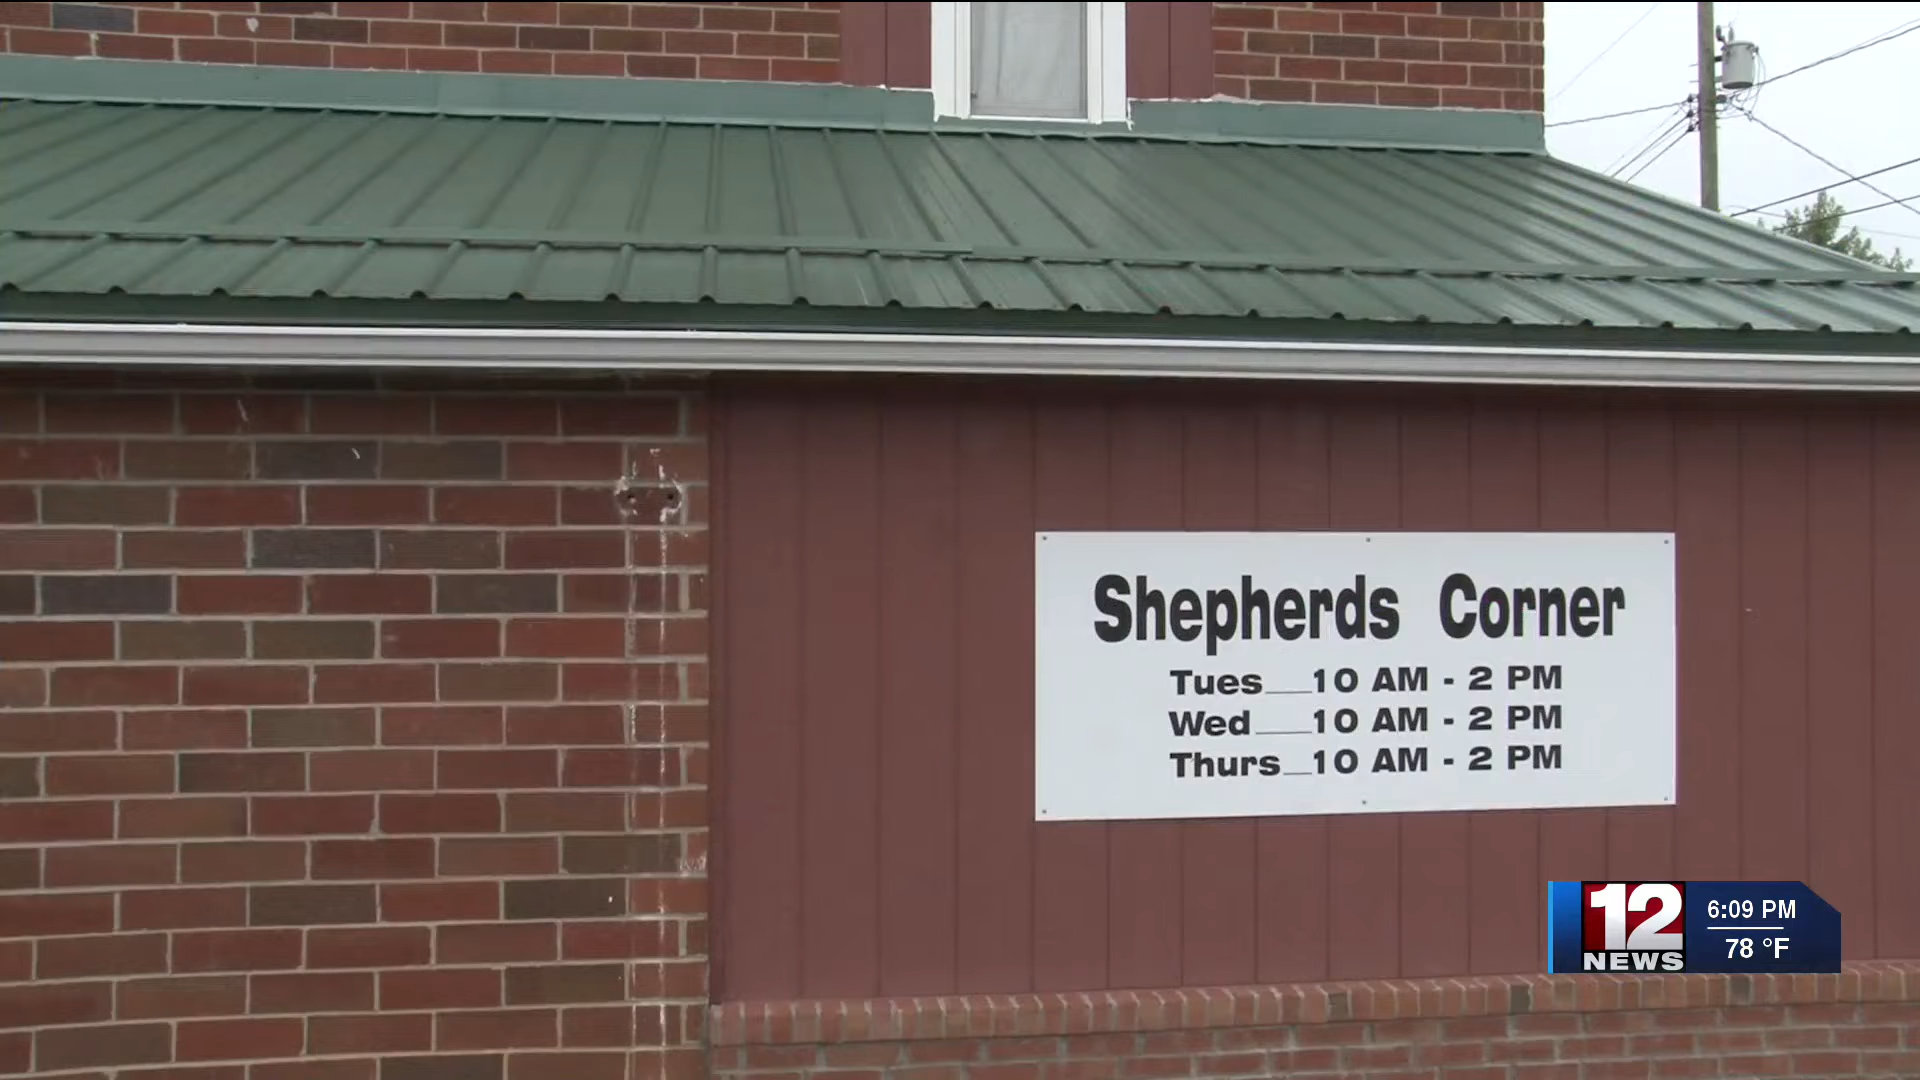 Shepherds Corner
Tues__10 AM - 2 PM
Wed__10 AM - 2 PM
Thurs_10 AM - 2 PM
12
NEWS
6:09 PM
78 °F